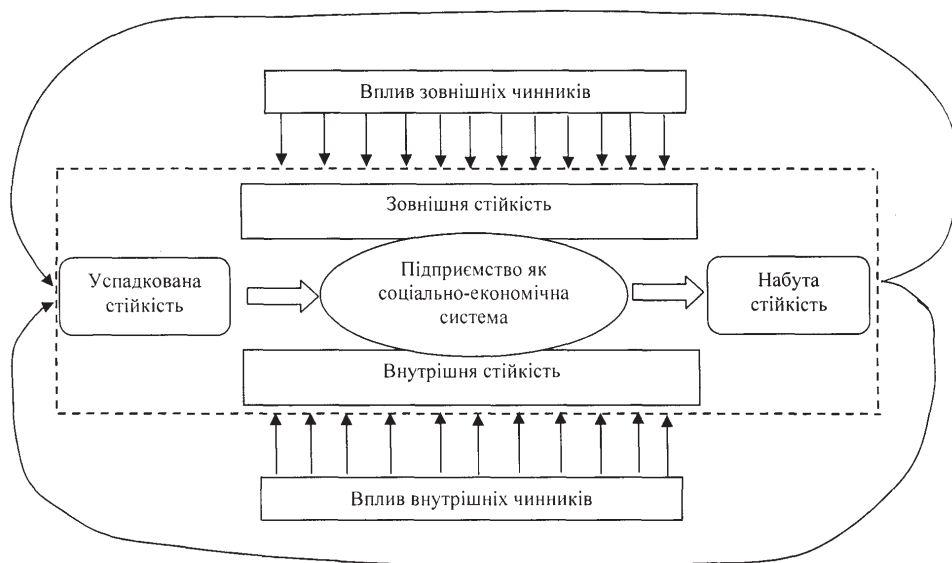 Вплив зовнішніх чинників
Зовнішня стійкість
Успадкована
стійкість
Підприємство як
соціально-економічна
система
Набута
стійкість
Внутрішня стійкість
Вплив внутрішніх чинників